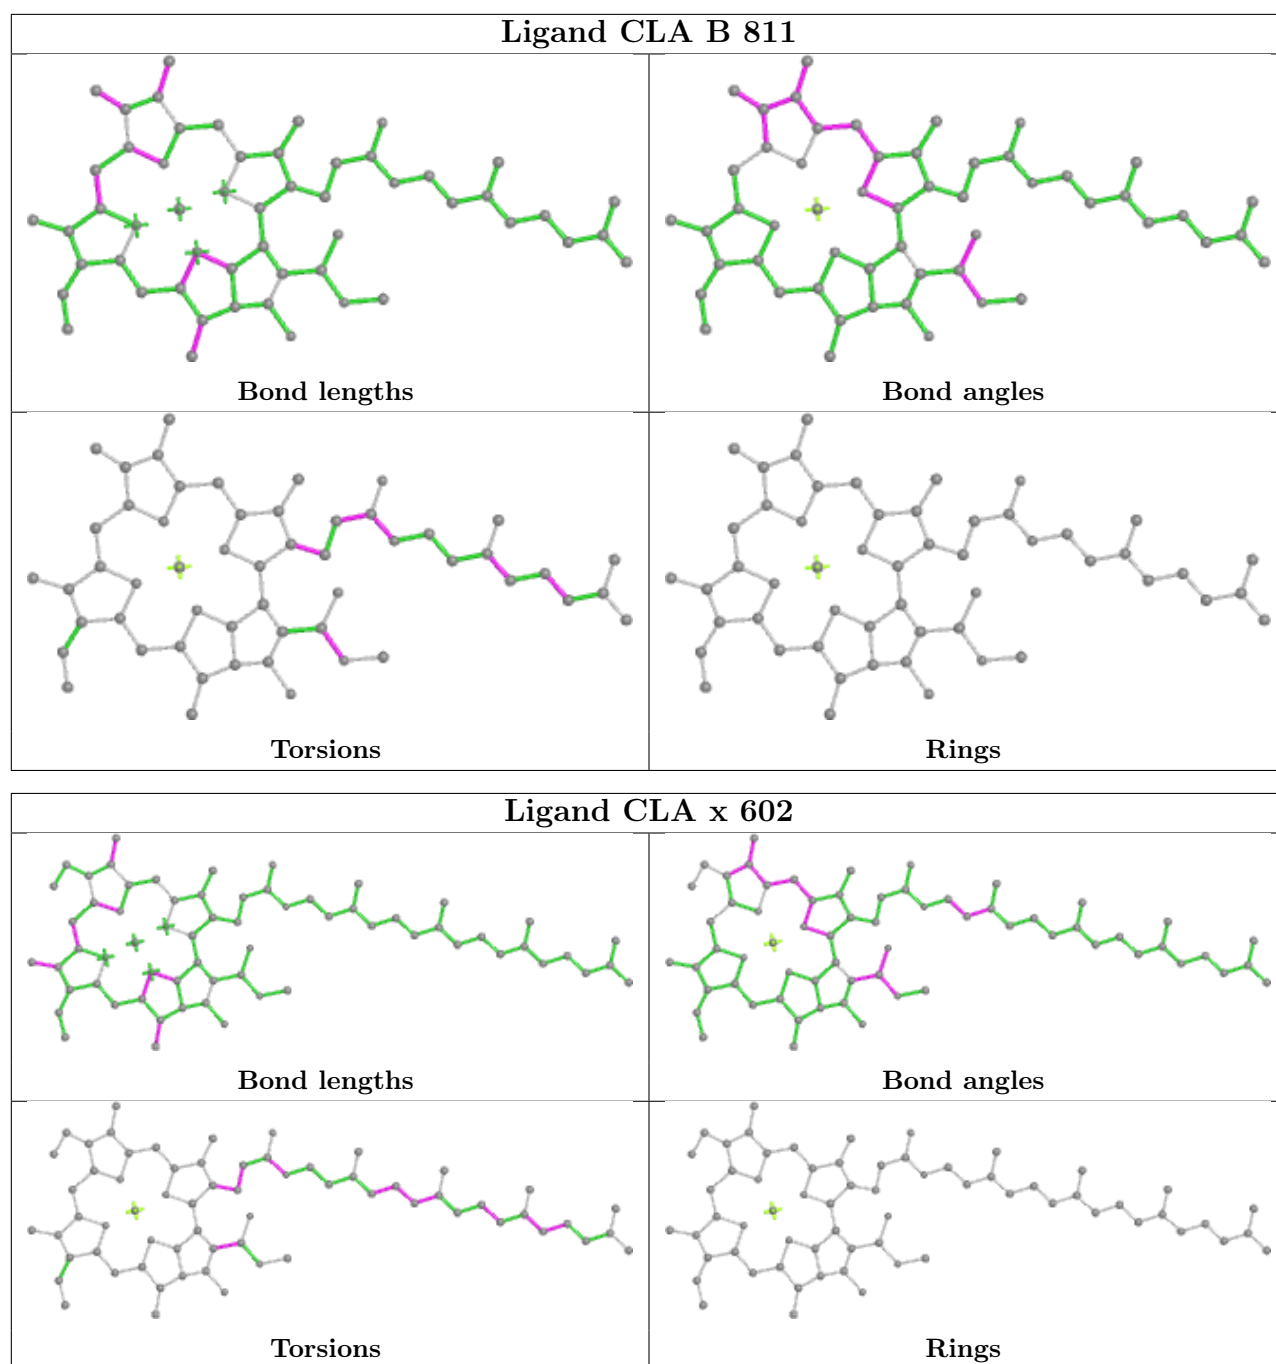 Ligand CLA B 811
Bond lengths
Bond angles
Torsions
Rings
Ligand CLA x 602
Bond lengths
Bond angles
Torsions
Rings